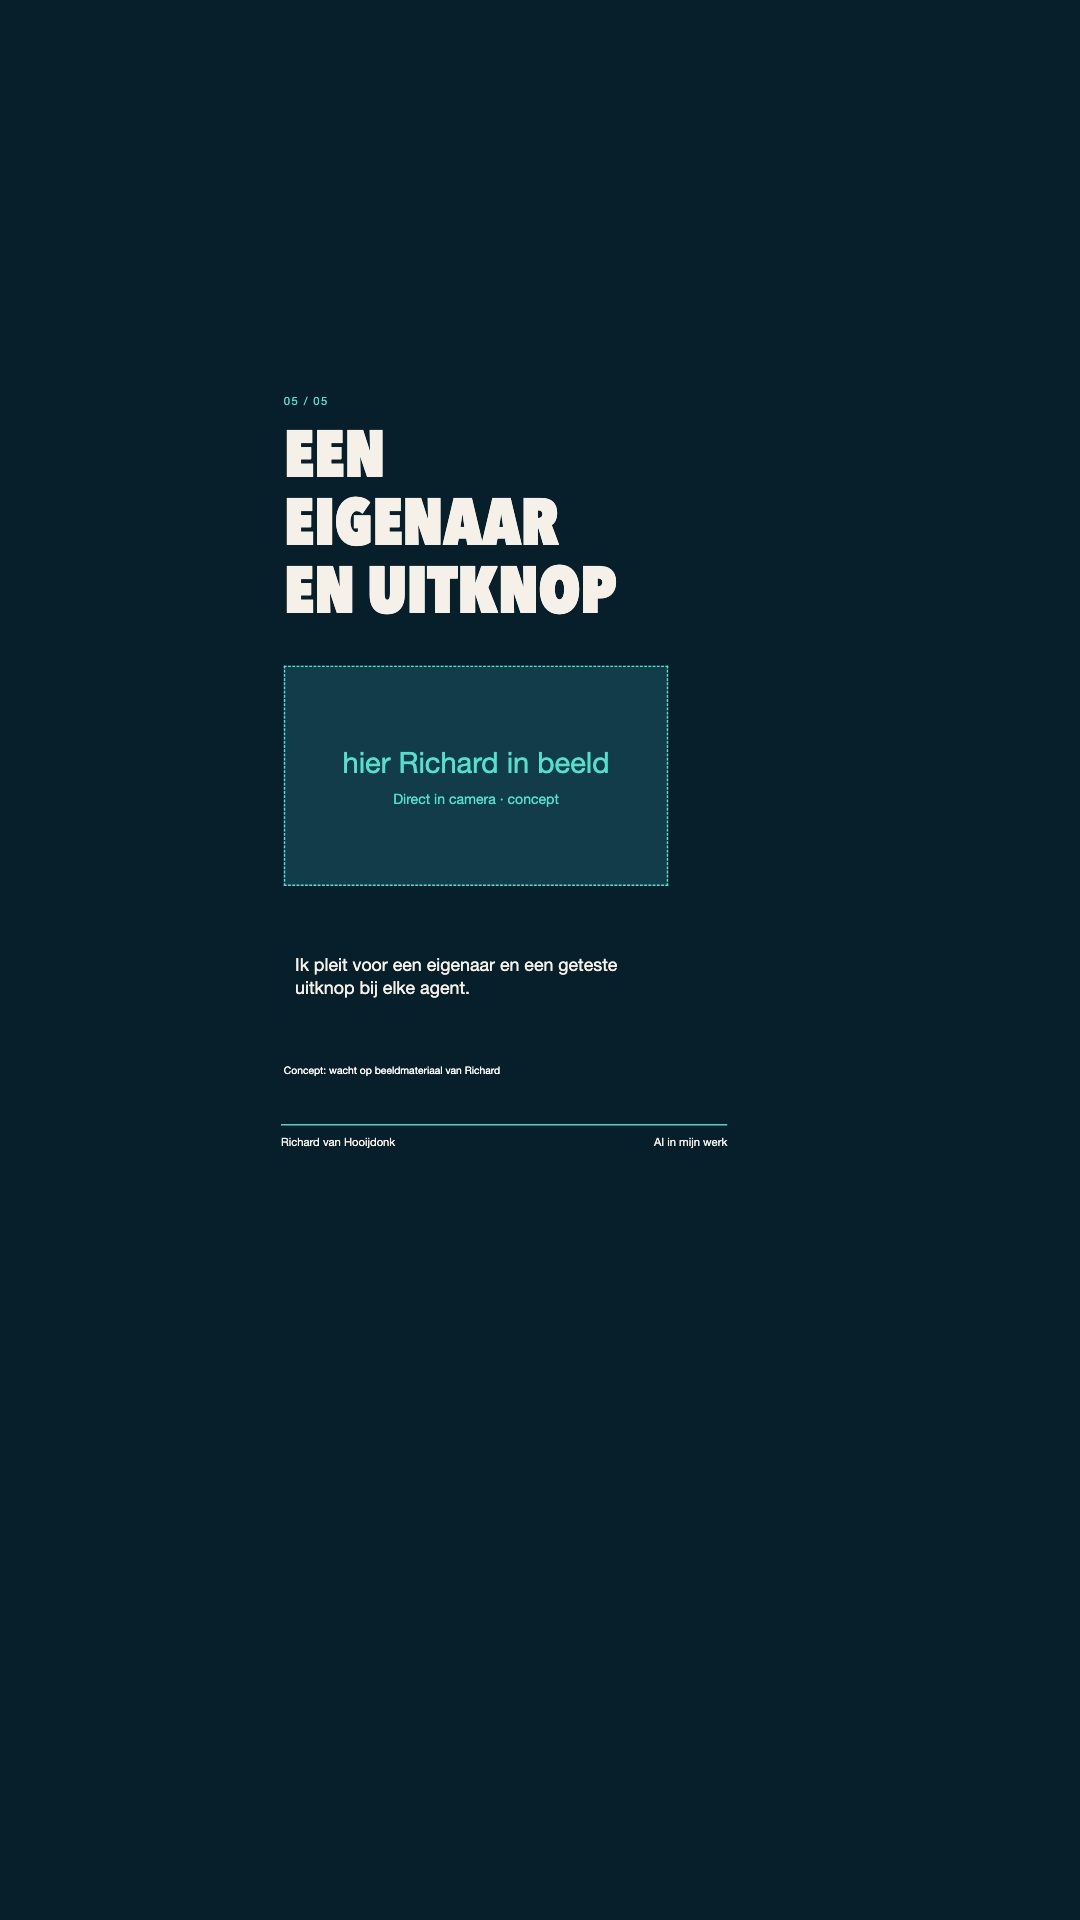 05 / 05
EEN
EIGENAAR
EN UITKNOP
hier Richard in beeld
Direct in camera · concept
Ik pleit voor een eigenaar en een geteste
uitknop bij elke agent.
Concept: wacht op beeldmateriaal van Richard
Richard van Hooijdonk
AI in mijn werk